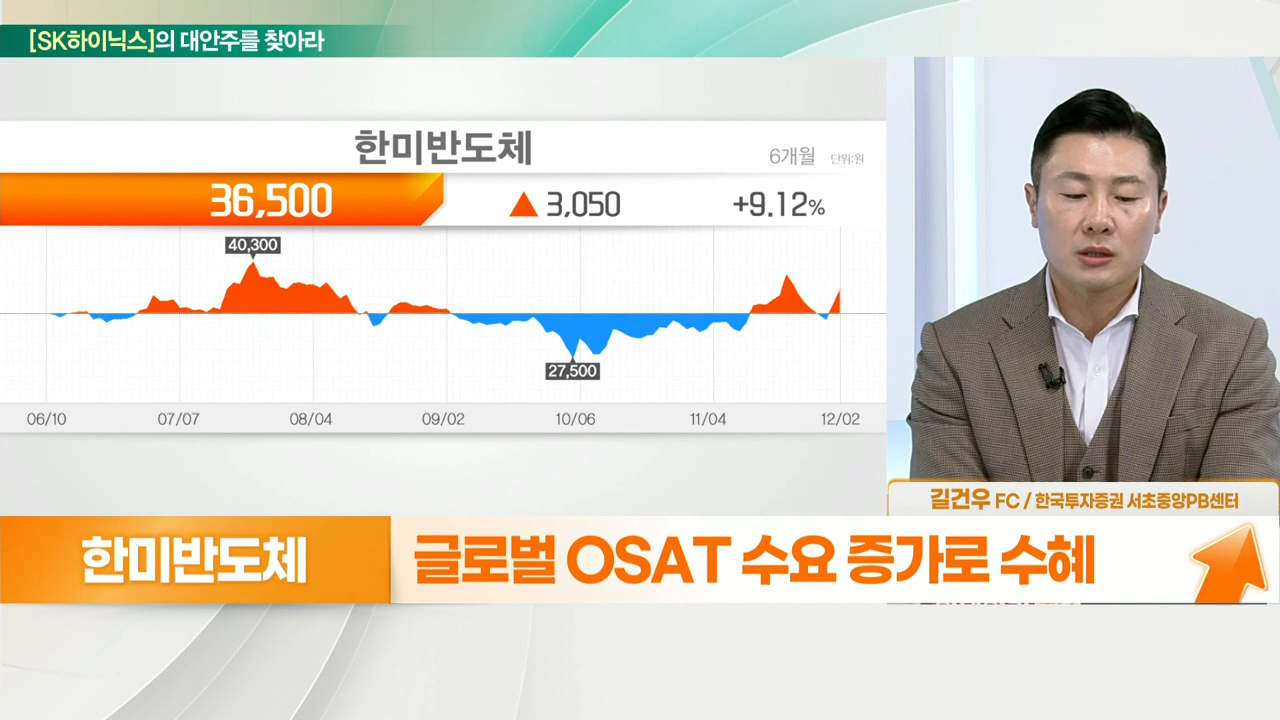 [SK하이닉스]의 대안주를 찾아라
한미반도체
6개월 단위:원
36,500 ▲ 3,050 +9.12%
40,300
27,500
06/10 07/07 08/04 09/02 10/06 11/04 12/02
길건우 FC / 한국투자증권 서초중앙PB센터
한미반도체 글로벌 OSAT 수요 증가로 수혜